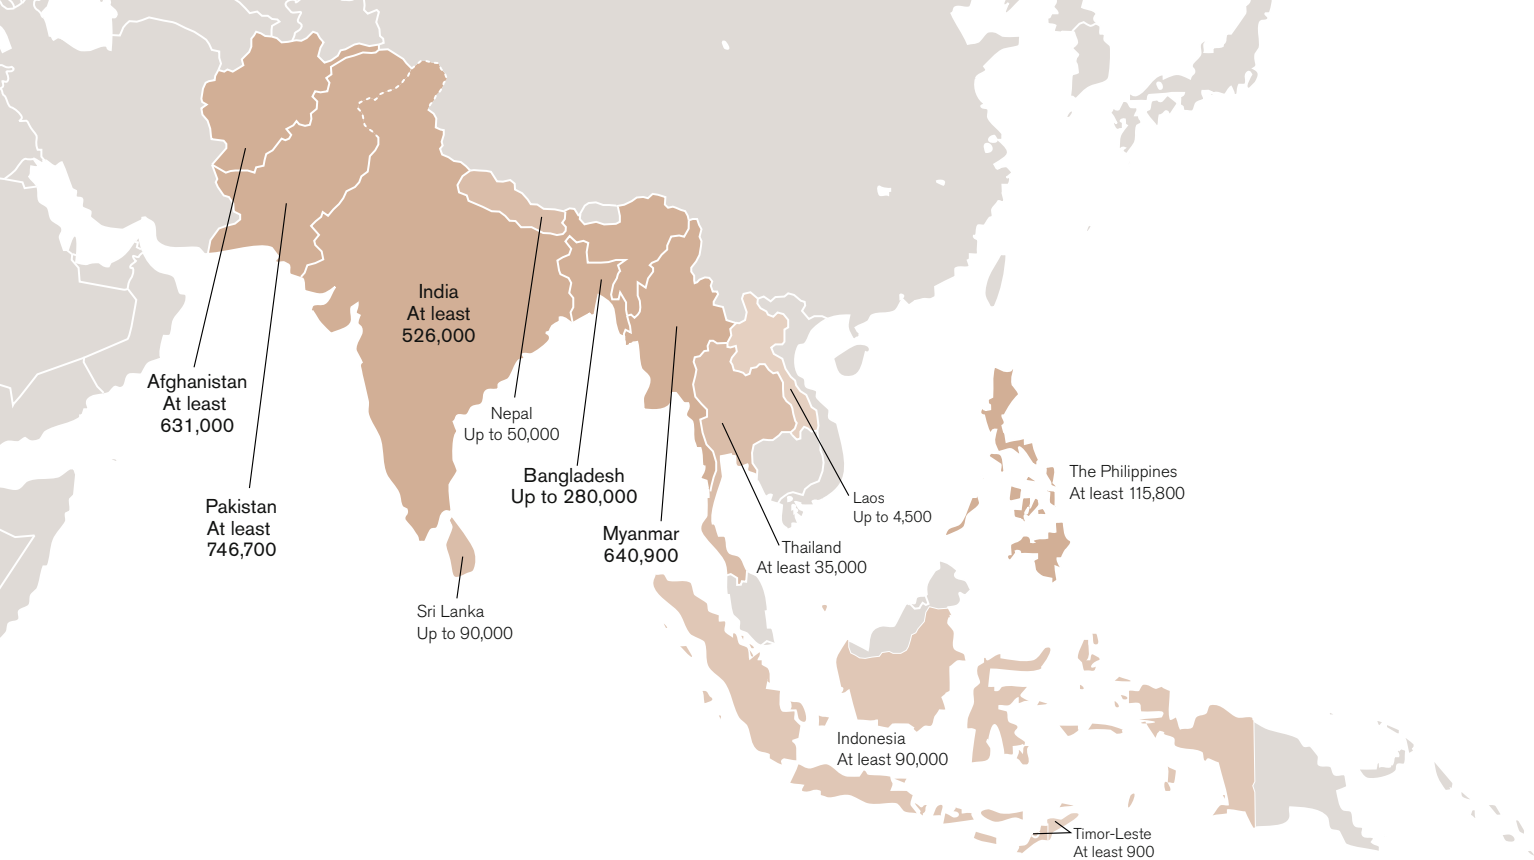 India
At least
526,000
Afghanistan
At least
631,000
Nepal
Up to 50,000
Bangladesh
Up to 280,000
Pakistan
At least
746,700
Myanmar
640,900
Laos
Up to 4,500
The Philippines
At least 115,800
Thailand
At least 35,000
Sri Lanka
Up to 90,000
Indonesia
At least 90,000
Timor-Leste
At least 900